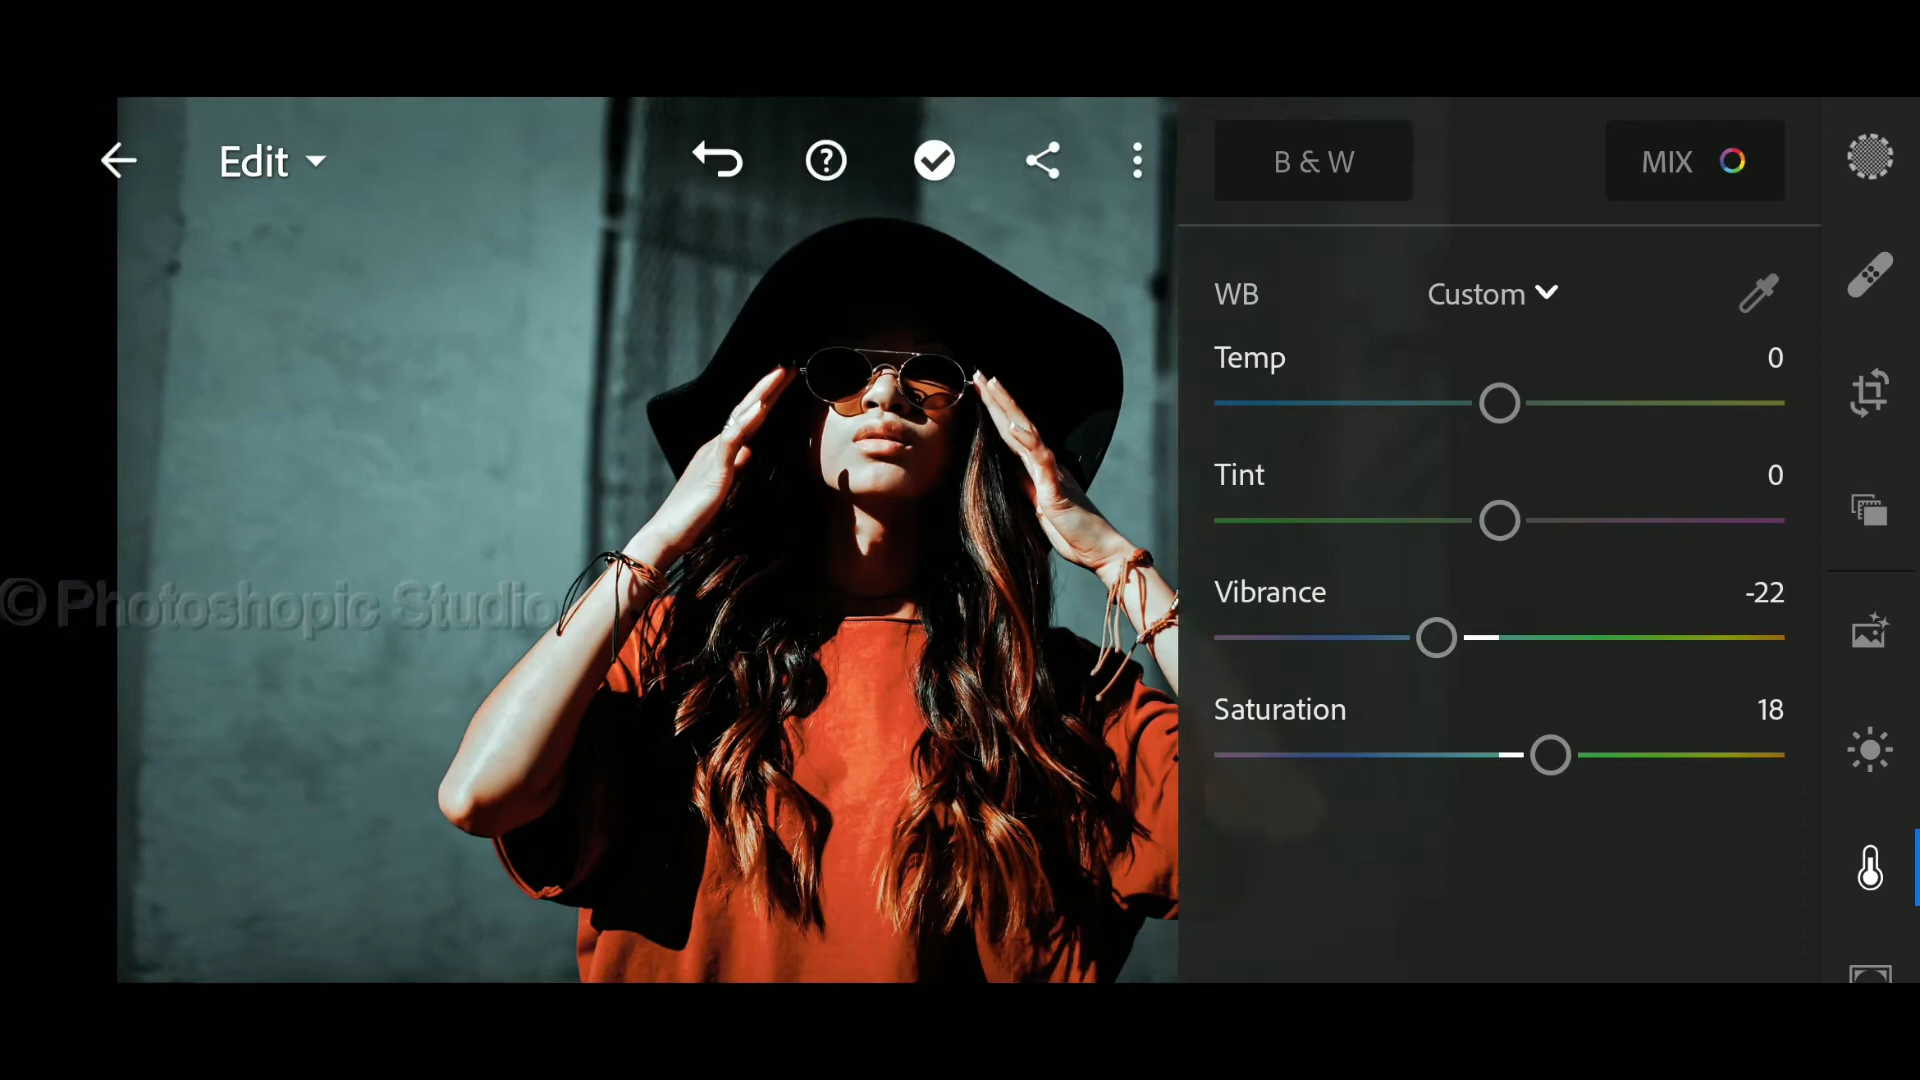 Edit
B & W
MIX
WB
Custom
Temp
0
Tint
0
Vibrance
-22
Saturation
18
© Photoshopic Studio